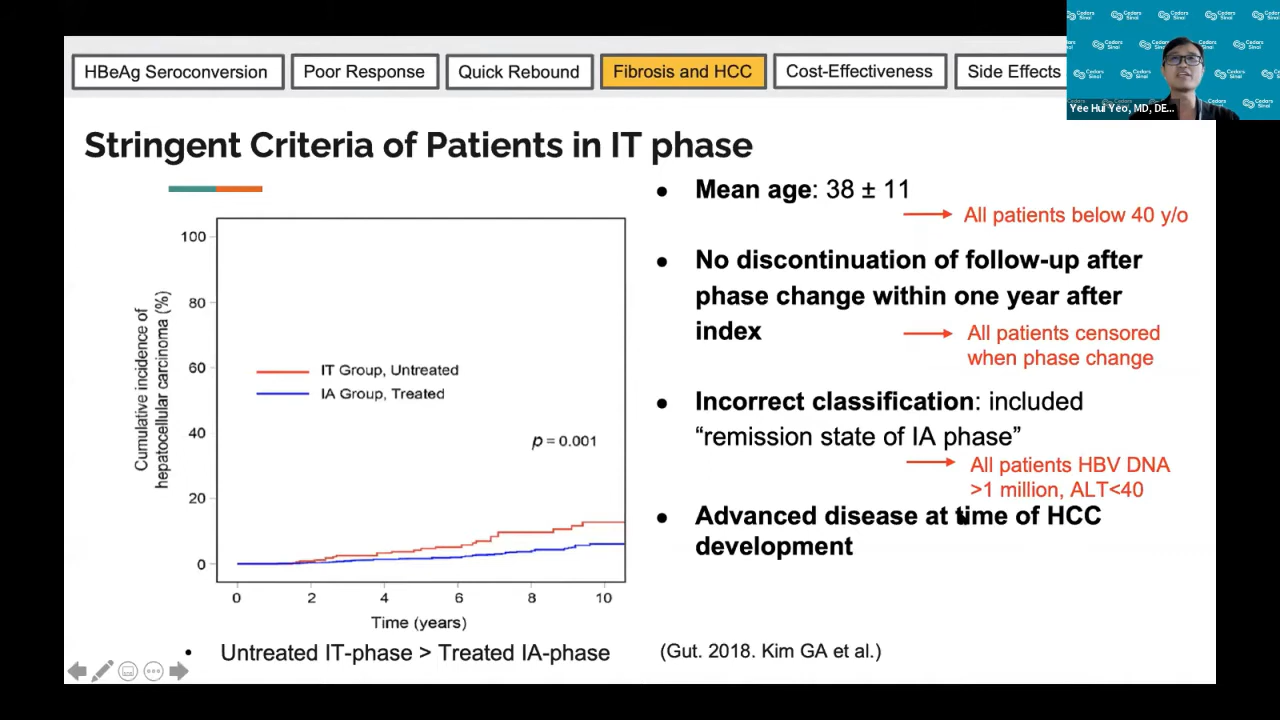 Cedars Sinai
Yee Hui Yeo, MD, DE...
HBeAg Seroconversion
Poor Response
Quick Rebound
Fibrosis and HCC
Cost-Effectiveness
Side Effects
Stringent Criteria of Patients in IT phase
100
80
60
40
20
0
Cumulative incidence of
hepatocellular carcinoma (%)
IT Group, Untreated
IA Group, Treated
p = 0.001
0 2 4 6 8 10
Time (years)
• Untreated IT-phase > Treated IA-phase
● Mean age: 38 ± 11
All patients below 40 y/o
● No discontinuation of follow-up after
phase change within one year after
index
All patients censored
when phase change
● Incorrect classification: included
“remission state of IA phase”
All patients HBV DNA
>1 million, ALT<40
● Advanced disease at time of HCC
development
(Gut. 2018. Kim GA et al.)